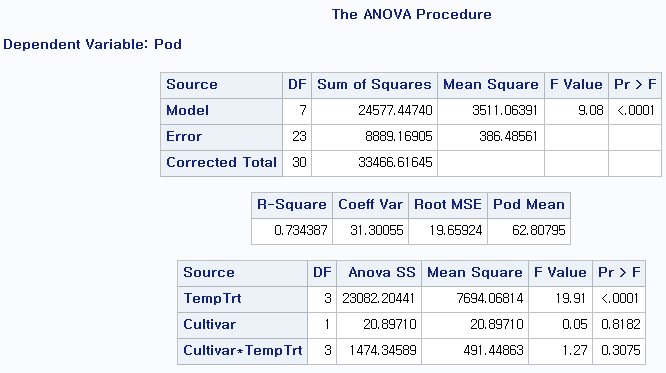 The ANOVA Procedure
Dependent Variable: Pod
Source DF Sum of Squares Mean Square F Value Pr > F
Model 7 24577.44740 3511.06391 9.08 <.0001
Error 23 8889.16905 386.48561
Corrected Total 30 33466.61645
R-Square Coeff Var Root MSE Pod Mean
0.734387 31.30055 19.65924 62.80795
Source DF Anova SS Mean Square F Value Pr > F
TempTrt 3 23082.20441 7694.06814 19.91 <.0001
Cultivar 1 20.89710 20.89710 0.05 0.8182
Cultivar*TempTrt 3 1474.34589 491.44863 1.27 0.3075